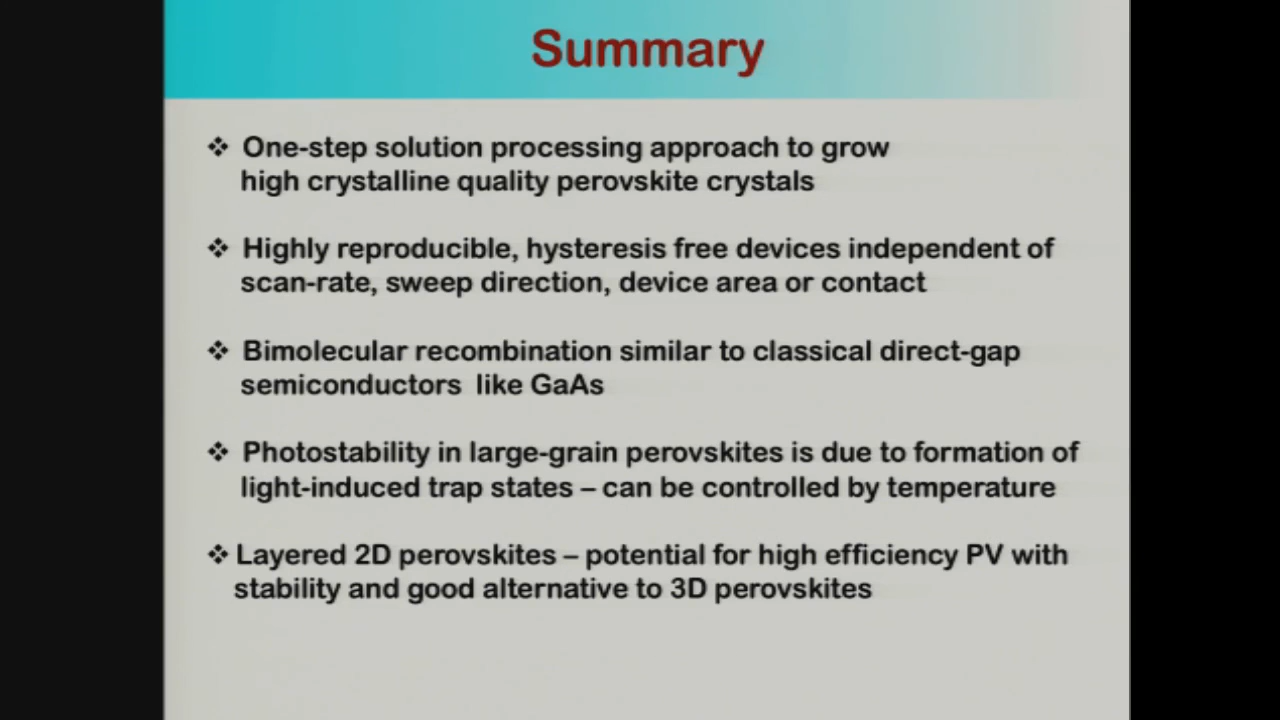 Summary
❖ One-step solution processing approach to grow
high crystalline quality perovskite crystals
❖ Highly reproducible, hysteresis free devices independent of
scan-rate, sweep direction, device area or contact
❖ Bimolecular recombination similar to classical direct-gap
semiconductors like GaAs
❖ Photostability in large-grain perovskites is due to formation of
light-induced trap states – can be controlled by temperature
❖ Layered 2D perovskites – potential for high efficiency PV with
stability and good alternative to 3D perovskites